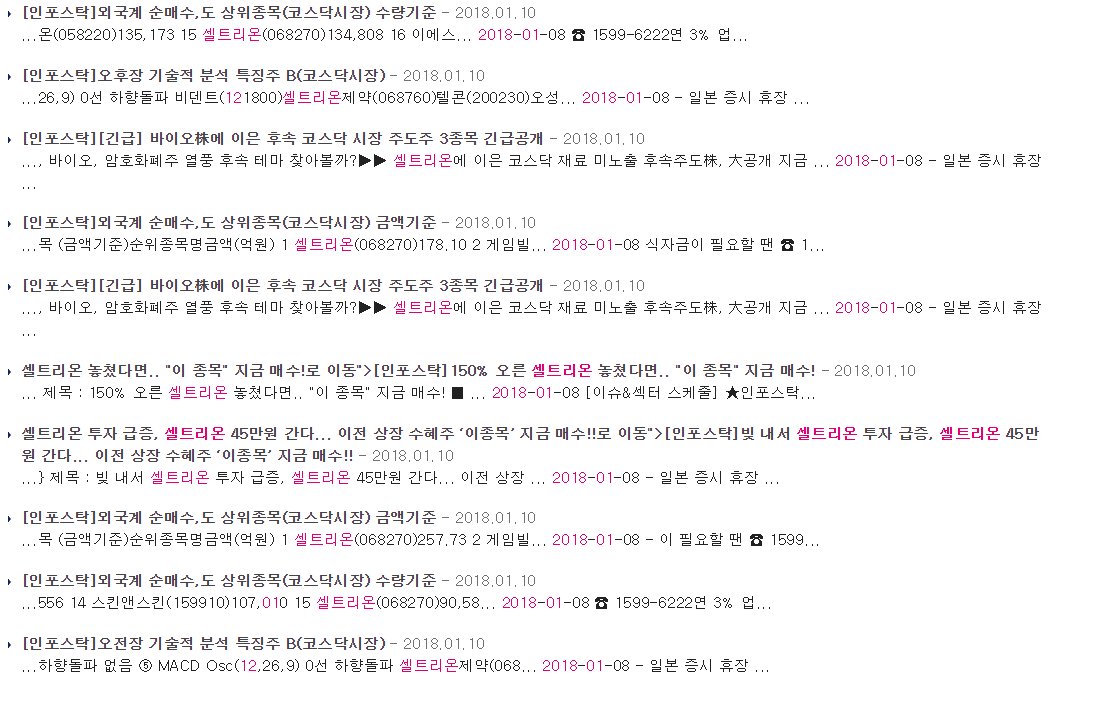 [인포스탁]외국계 순매수,도 상위종목(코스닥시장) 수량기준 - 2018.01.10
...온(058220)135,173 15 셀트리온(068270)134,808 16 이에스... 2018-01-08 ☎ 1599-6222연 3% 업...
[인포스탁]오후장 기술적 분석 특징주 B(코스닥시장) - 2018.01.10
...26,9) 0선 하향돌파 비덴트(121800)셀트리온제약(068760)텔콘(200230)오성... 2018-01-08 - 일본 증시 휴장 ...
[인포스탁][긴급] 바이오株에 이은 후속 코스닥 시장 주도주 3종목 긴급공개 - 2018.01.10
..., 바이오, 암호화폐주 열풍 후속 테마 찾아볼까?▶▶ 셀트리온에 이은 코스닥 재료 미노출 후속주도株, 大공개 지금 ... 2018-01-08 - 일본 증시 휴장
...
[인포스탁]외국계 순매수,도 상위종목(코스닥시장) 금액기준 - 2018.01.10
...목 (금액기준)순위종목명금액(억원) 1 셀트리온(068270)178.10 2 게임빌... 2018-01-08 식자금이 필요할 땐 ☎ 1...
[인포스탁][긴급] 바이오株에 이은 후속 코스닥 시장 주도주 3종목 긴급공개 - 2018.01.10
..., 바이오, 암호화폐주 열풍 후속 테마 찾아볼까?▶▶ 셀트리온에 이은 코스닥 재료 미노출 후속주도株, 大공개 지금 ... 2018-01-08 - 일본 증시 휴장
...
셀트리온 놓쳤다면.. "이 종목" 지금 매수!로 이동">[인포스탁]150% 오른 셀트리온 놓쳤다면.. "이 종목" 지금 매수! - 2018.01.10
... 제목 : 150% 오른 셀트리온 놓쳤다면.. "이 종목" 지금 매수! ■ ... 2018-01-08 [이슈&섹터 스케줄] ★인포스탁...
셀트리온 투자 급증, 셀트리온 45만원 간다... 이전 상장 수혜주 ‘이종목’ 지금 매수!!로 이동">[인포스탁]빚 내서 셀트리온 투자 급증, 셀트리온 45만
원 간다... 이전 상장 수혜주 ‘이종목’ 지금 매수!! - 2018.01.10
...} 제목 : 빚 내서 셀트리온 투자 급증, 셀트리온 45만원 간다... 이전 상장 ... 2018-01-08 - 일본 증시 휴장 ...
[인포스탁]외국계 순매수,도 상위종목(코스닥시장) 금액기준 - 2018.01.10
...목 (금액기준)순위종목명금액(억원) 1 셀트리온(068270)257.73 2 게임빌... 2018-01-08 - 이 필요할 땐 ☎ 1599...
[인포스탁]외국계 순매수,도 상위종목(코스닥시장) 수량기준 - 2018.01.10
...556 14 스킨앤스킨(159910)107,010 15 셀트리온(068270)90,58... 2018-01-08 ☎ 1599-6222연 3% 업...
[인포스탁]오전장 기술적 분석 특징주 B(코스닥시장) - 2018.01.10
...하향돌파 없음 ⑤ MACD Osc(12,26,9) 0선 하향돌파 셀트리온제약(068... 2018-01-08 - 일본 증시 휴장 ...